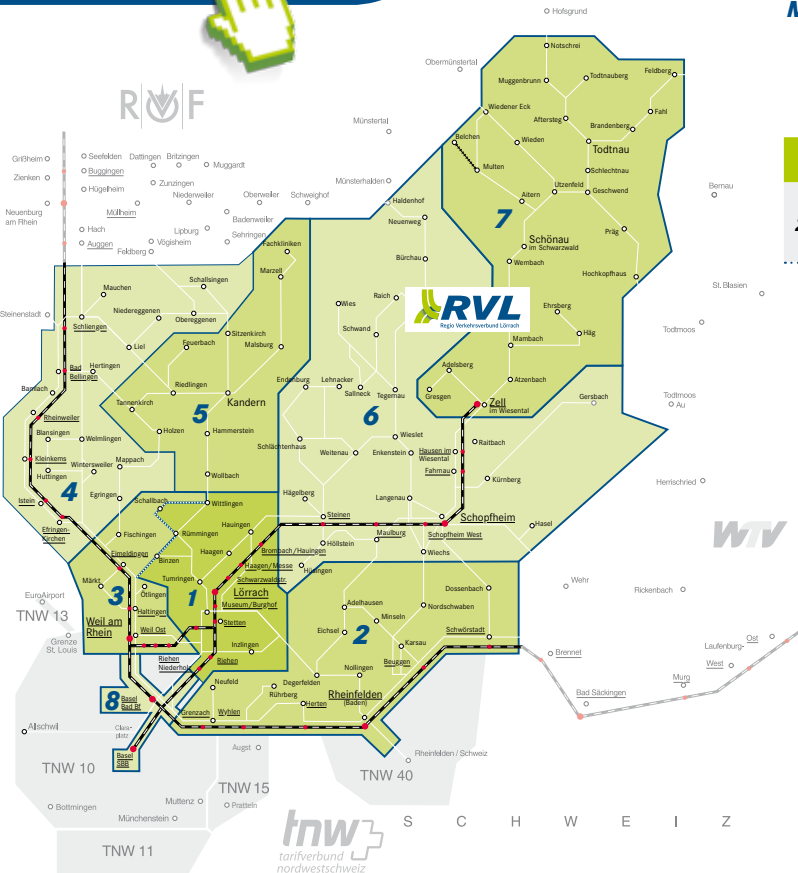 Hofsgrund
Notschrei
Obermünstertal
Muggenbrunn
Todtnauberg
Feldberg
RVF
Wiedener Eck
Aftersteg
Fahl
Brandenberg
Münstertal
Belchen
Wieden
Todtnau
Grißheim
Seefelden
Dattingen
Britzingen
Muggardt
Buggingen
Zienken
Multen
Schlechtnau
Hügelheim
Zunzingen
Münsterhalden
Utzenfeld
Geschwend
Bernau
Niederweiler
Oberweiler
Schweighof
Haldenhof
Aitern
Neuenburg
am Rhein
Müllheim
Badenweiler
Neuenweg
7
Hach
Lipburg
Sehringen
Präg
Auggen
Vögisheim
Feldberg
Fachkliniken
Schönau
im Schwarzwald
Bürchau
Wembach
Marzell
Hochkopfhaus
Schallsingen
Mauchen
Raich
RVL
Regio Verkehrsverbund Lörrach
St. Blasien
Steinenstadt
Niedereggenen
Obereggenen
Wies
Ehrsberg
Schliengen
Sitzenkirch
Schwand
Häg
Todtmoos
Liel
Feuerbach
Malsburg
Mambach
Bad
Bellingen
Hertingen
Adelsberg
Endenburg
Lehnacker
Sallneck
Tegernau
Gresgen
Atzenbach
Bamlach
Riedlingen
Kandern
Zell
im Wiesental
Gersbach
Todtmoos
Au
Rheinweiler
Tannenkirch
5
6
Blansingen
Welmlingen
Holzen
Hammerstein
Schlächtenhaus
Wieslet
Raitbach
Kleinkems
Wintersweiler
Mappach
Weitenau
Enkenstein
Hausen im
Wiesental
Fahrnau
Huttingen
Wollbach
Kürnberg
Herrischried
4
Egringen
Hägelberg
Langenau
Istein
Schallbach
Wittlingen
Steinen
Schopfheim
Hasel
Efringen-
Kirchen
Fischingen
Rümmingen
Hauingen
Maulburg
Schopfheim West
WTV
Höllstein
Eimeldingen
Binzen
Haagen
Brombach/Hauingen
Wiechs
Haagen/Messe
Hüsingen
Märkt
Tumringen
Schwarzwaldstr.
Dossenbach
Wehr
Rickenbach
EuroAirport
3
Ötlingen
1
Lörrach
TNW 13
Haltingen
Museum/Burghof
Adelhausen
Nordschwaben
Minseln
Weil am
Rhein
Weil Ost
Stetten
Eichsel
2
Schwörstadt
Grenze
St. Louis
Inzlingen
Karsau
Laufenburg-
Ost
Riehen
Niederholz
Riehen
Beuggen
Brennet
West
Nollingen
Murg
Degerfelden
Neufeld
Rührberg
Rheinfelden
(Baden)
Bad Säckingen
8
Basel
Bad Bf
Grenzach
Wyhlen
Herten
Allschwil
Clara-
platz
Basel
SBB
Augst
Rheinfelden / Schweiz
TNW 10
TNW 40
TNW 15
Muttenz
Bottmingen
Pratteln
Münchenstein
S C H W E I Z
tnw
tarifverbund
nordwestschweiz
TNW 11